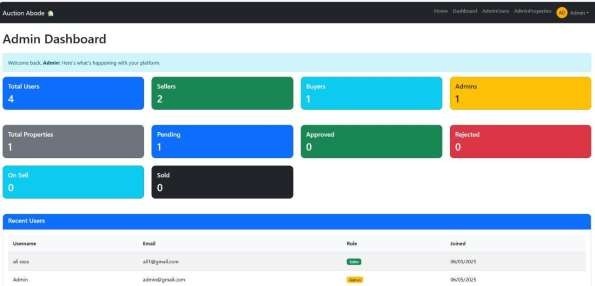 Auction Abode
Home Dashboard AdminUsers AdminProperties AD Admin
Admin Dashboard
Welcome back, Admin! Here's what's happening with your platform.
Total Users Sellers Buyers Admins
4 2 1 1
Total Properties Pending Approved Rejected
1 1 0 0
On Sell Sold
0 0
Recent Users
Username Email Role Joined
ali raza ali1@gmail.com Seller 06/05/2025
Admin admin@gmail.com Admin 06/05/2025